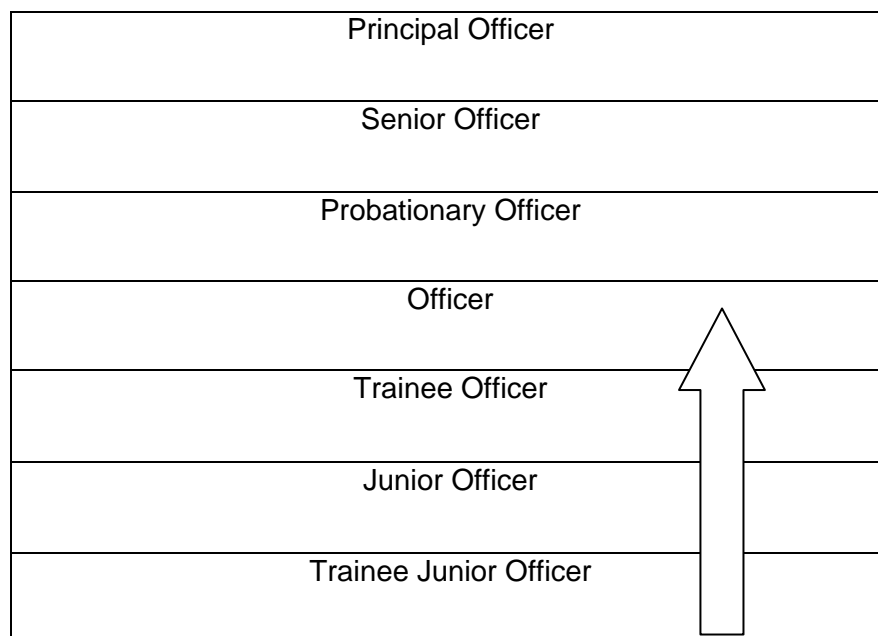 Principal Officer
Senior Officer
Probationary Officer
Officer
Trainee Officer
Junior Officer
Trainee Junior Officer